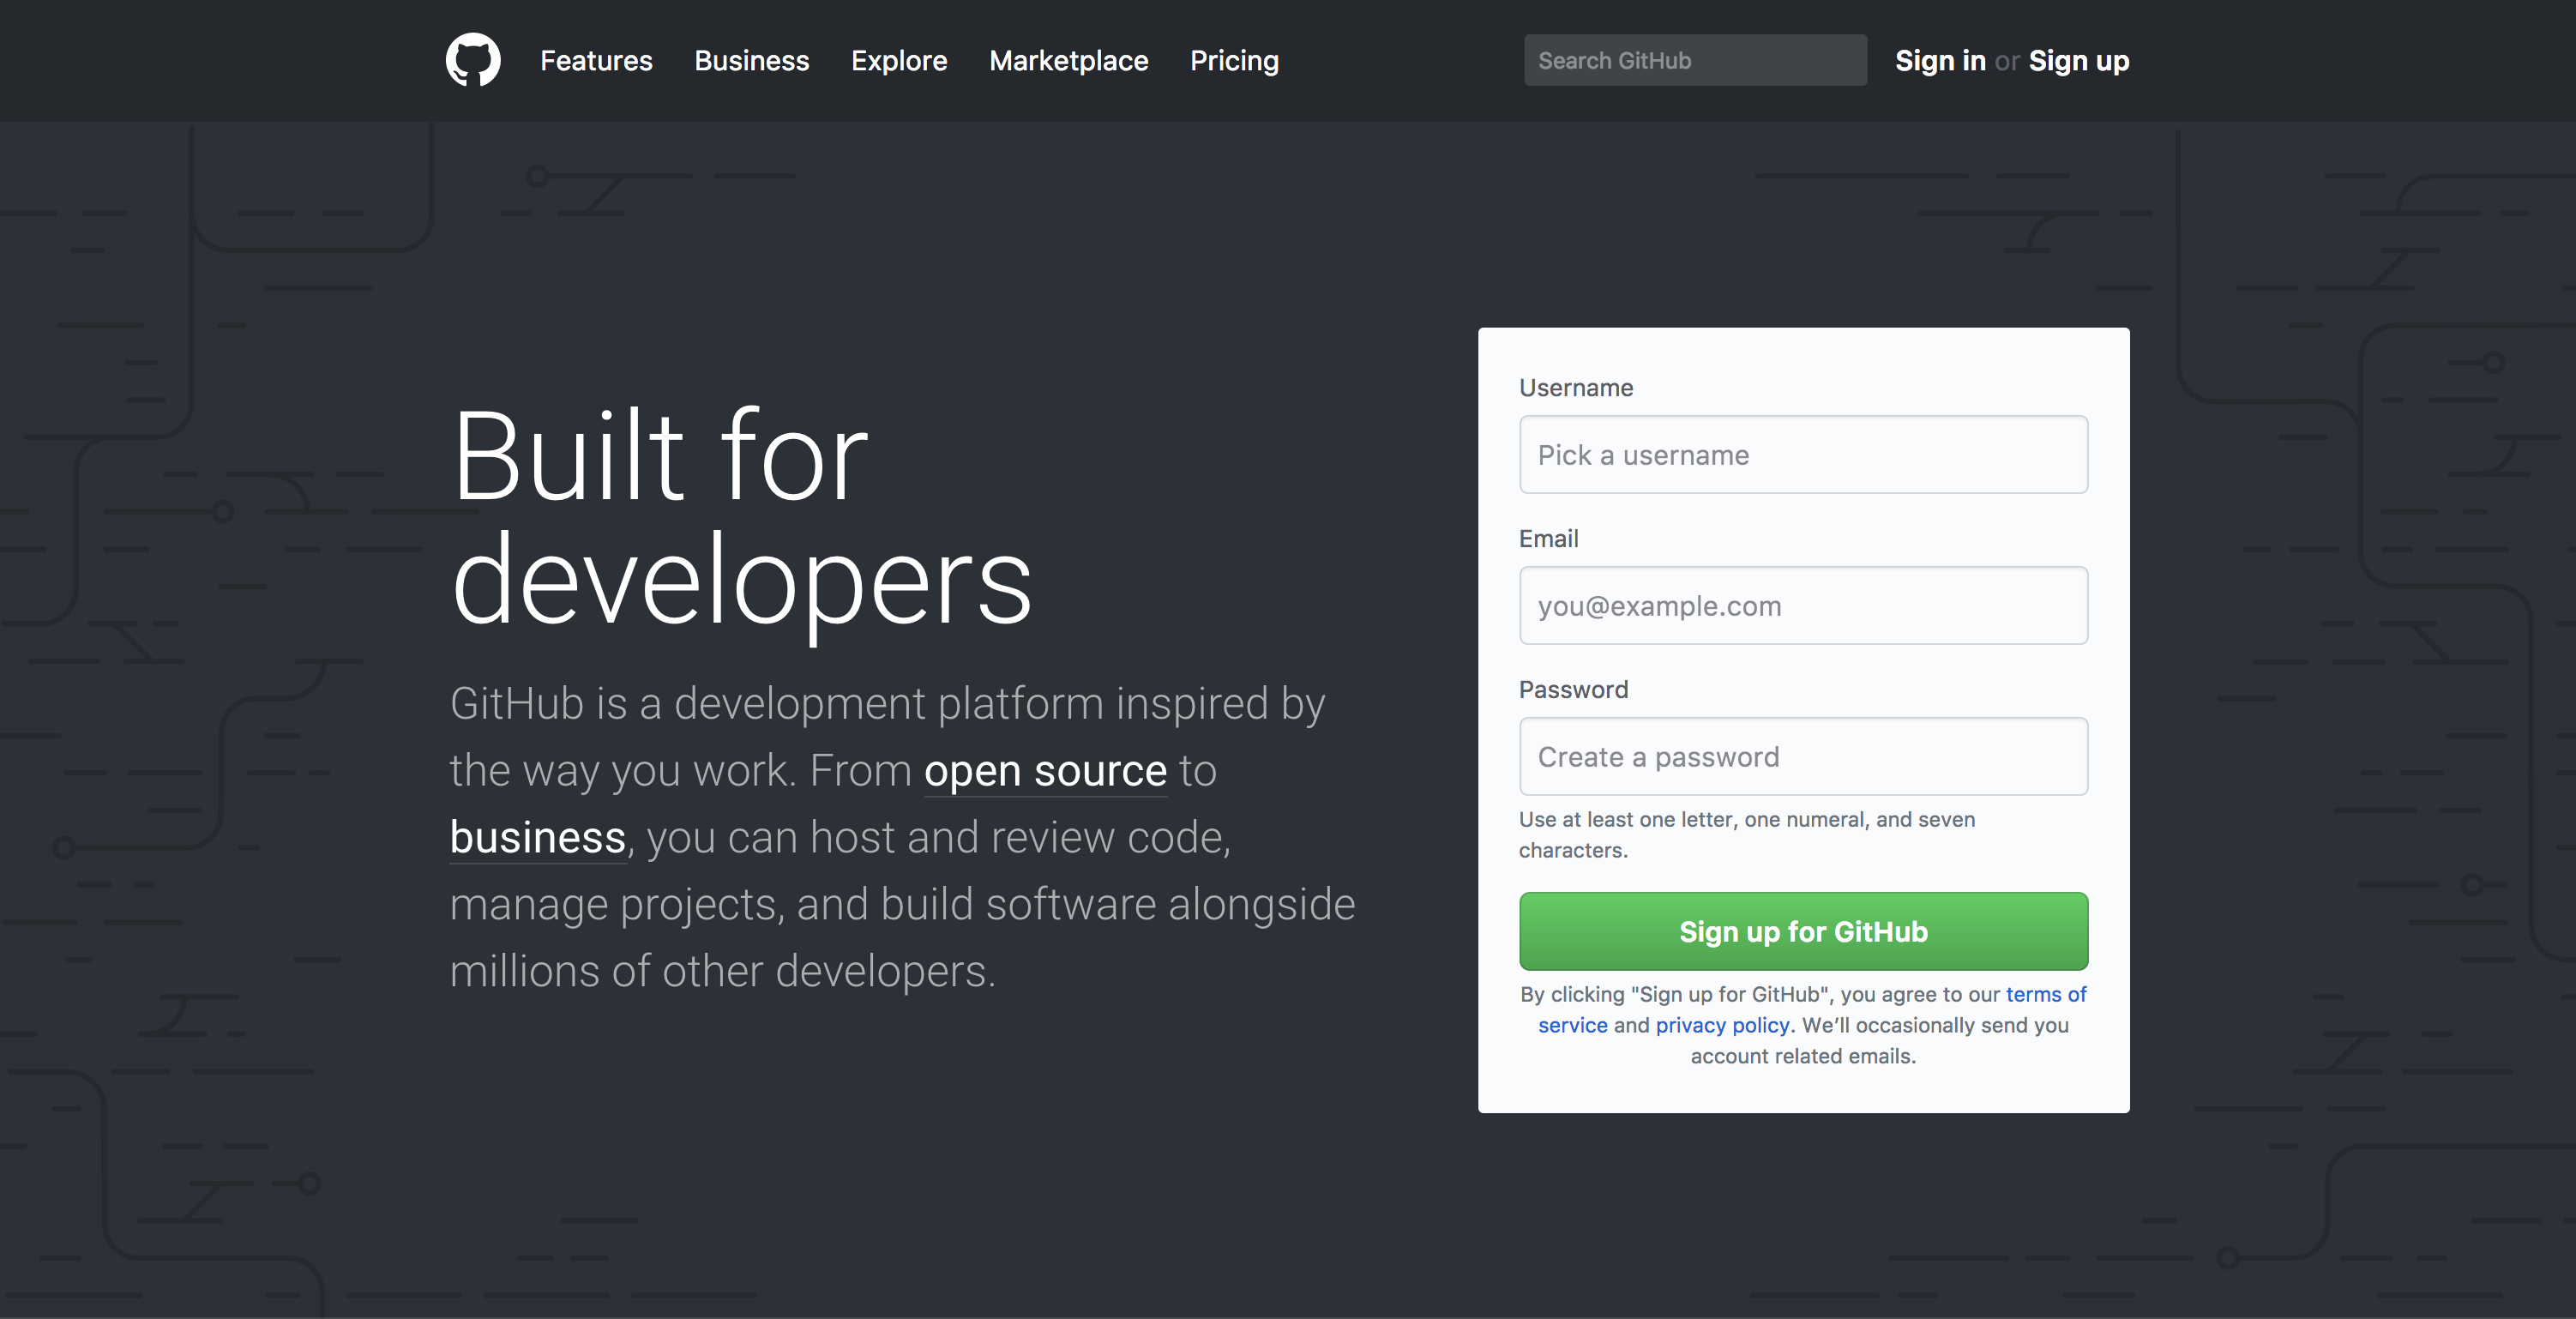 Features Business Explore Marketplace Pricing Search GitHub Sign in or Sign up
Built for
developers
GitHub is a development platform inspired by
the way you work. From open source to
business, you can host and review code,
manage projects, and build software alongside
millions of other developers.
Username
Pick a username
Email
you@example.com
Password
Create a password
Use at least one letter, one numeral, and seven
characters.
Sign up for GitHub
By clicking "Sign up for GitHub", you agree to our terms of
service and privacy policy. We’ll occasionally send you
account related emails.